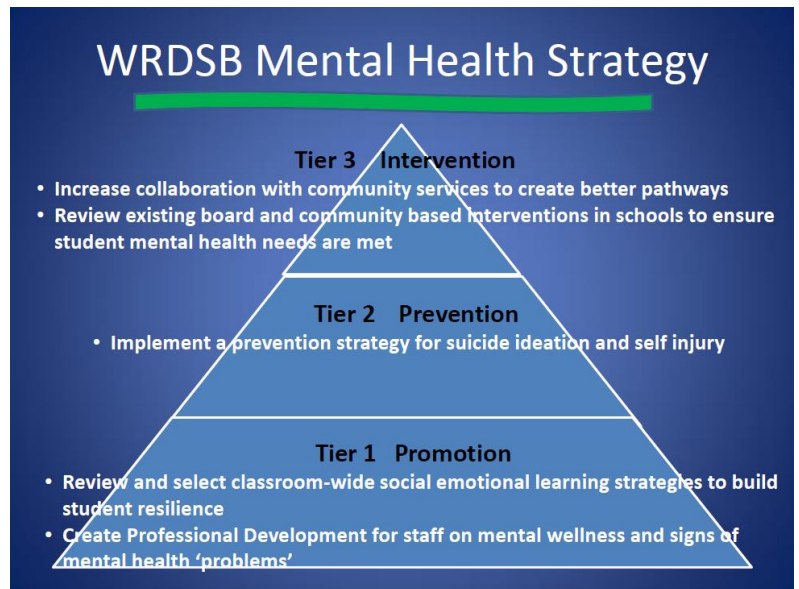 WRDSB Mental Health Strategy
Tier 3 Intervention
• Increase collaboration with community services to create better pathways
• Review existing board and community based interventions in schools to ensure
student mental health needs are met
Tier 2 Prevention
• Implement a prevention strategy for suicide ideation and self injury
Tier 1 Promotion
• Review and select classroom-wide social emotional learning strategies to build
student resilience
• Create Professional Development for staff on mental wellness and signs of
mental health ‘problems’